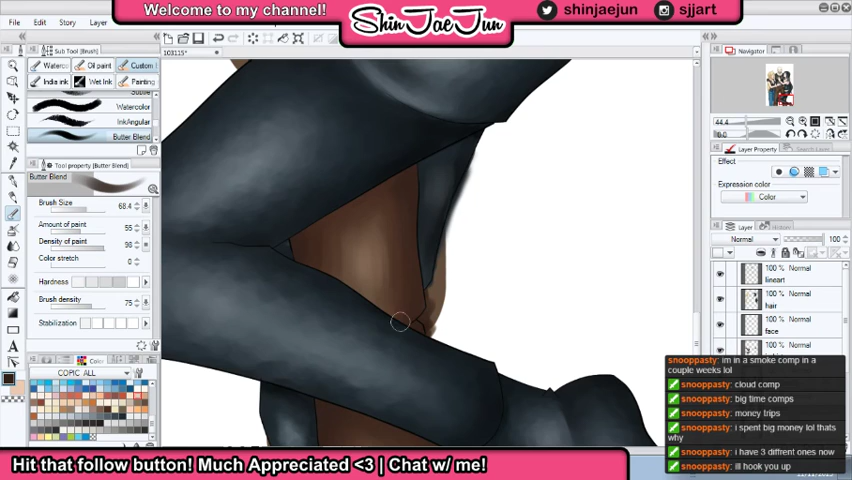 Welcome to my channel!
ShinJaeJun
shinjaejun
sjjart
File
Edit
Story
Layer
103115*
Sub Tool [Brush]
Waterco
Oil paint
Custom
India ink
Wet Ink
Painting
Watercolor
InkAngular
Butter Blend
Tool property [Butter Blend]
Butter Blend
Brush Size 68.4
Amount of paint 55
Density of paint 98
Color stretch 0
Hardness
Brush density 75
Stabilization
Color
COPIC_ALL
Navigator
44.4
0.0
Layer Property
Effect
Expression color
Color
Layer
Normal 100
100 % Normal
lineart
100 % Normal
hair
100 % Normal
face
100 % Normal
snooppasty: im in a smoke comp in a
couple weeks lol
snooppasty: cloud comp
snooppasty: big time comps
snooppasty: money trips
snooppasty: i spent big money lol thats
why
snooppasty: i have 3 diffrent ones now
snooppasty: ill hook you up
Hit that follow button! Much Appreciated <3 | Chat w/ me!